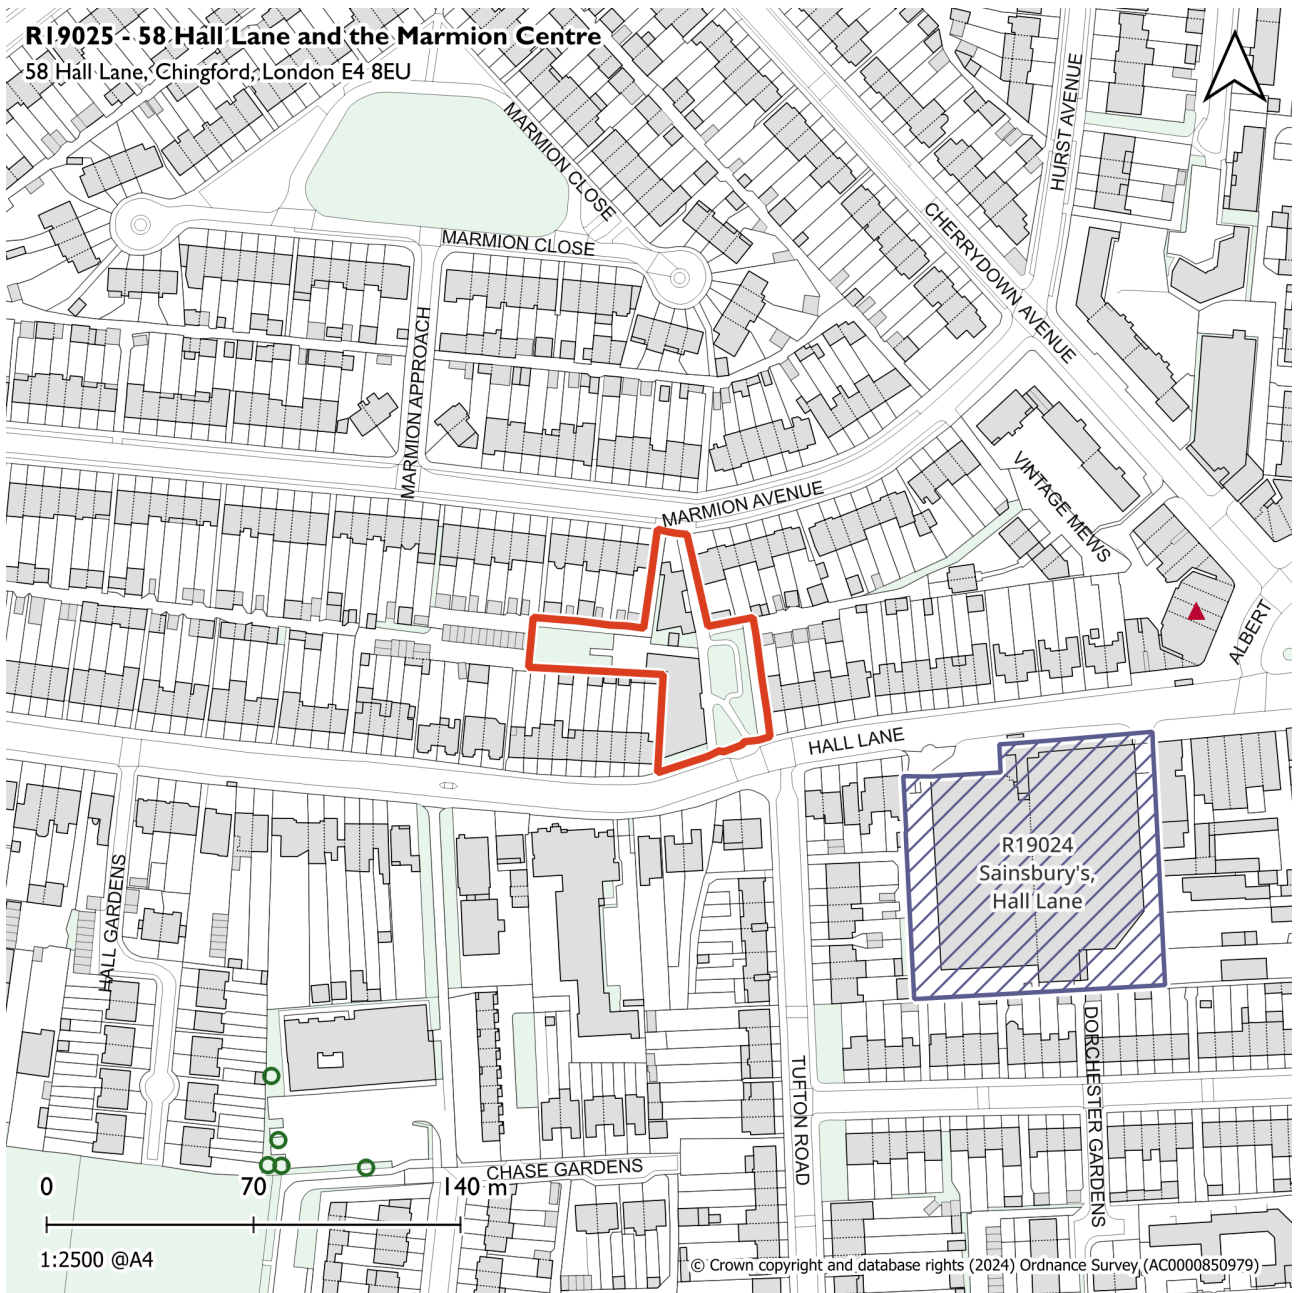 R19025 - 58 Hall Lane and the Marmion Centre
58 Hall Lane, Chingford, London E4 8EU
HURST AVENUE
MARMION CLOSE
CHERRYDOWN AVENUE
MARMION CLOSE
MARMION APPROACH
VINTAGE MEWS
MARMION AVENUE
ALBERT
HALL LANE
R19024
Sainsbury's,
Hall Lane
HALL GARDENS
DORCHESTER GARDENS
TUFTON ROAD
CHASE GARDENS
0 70 140 m
1:2500 @A4
© Crown copyright and database rights (2024) Ordnance Survey (AC0000850979)